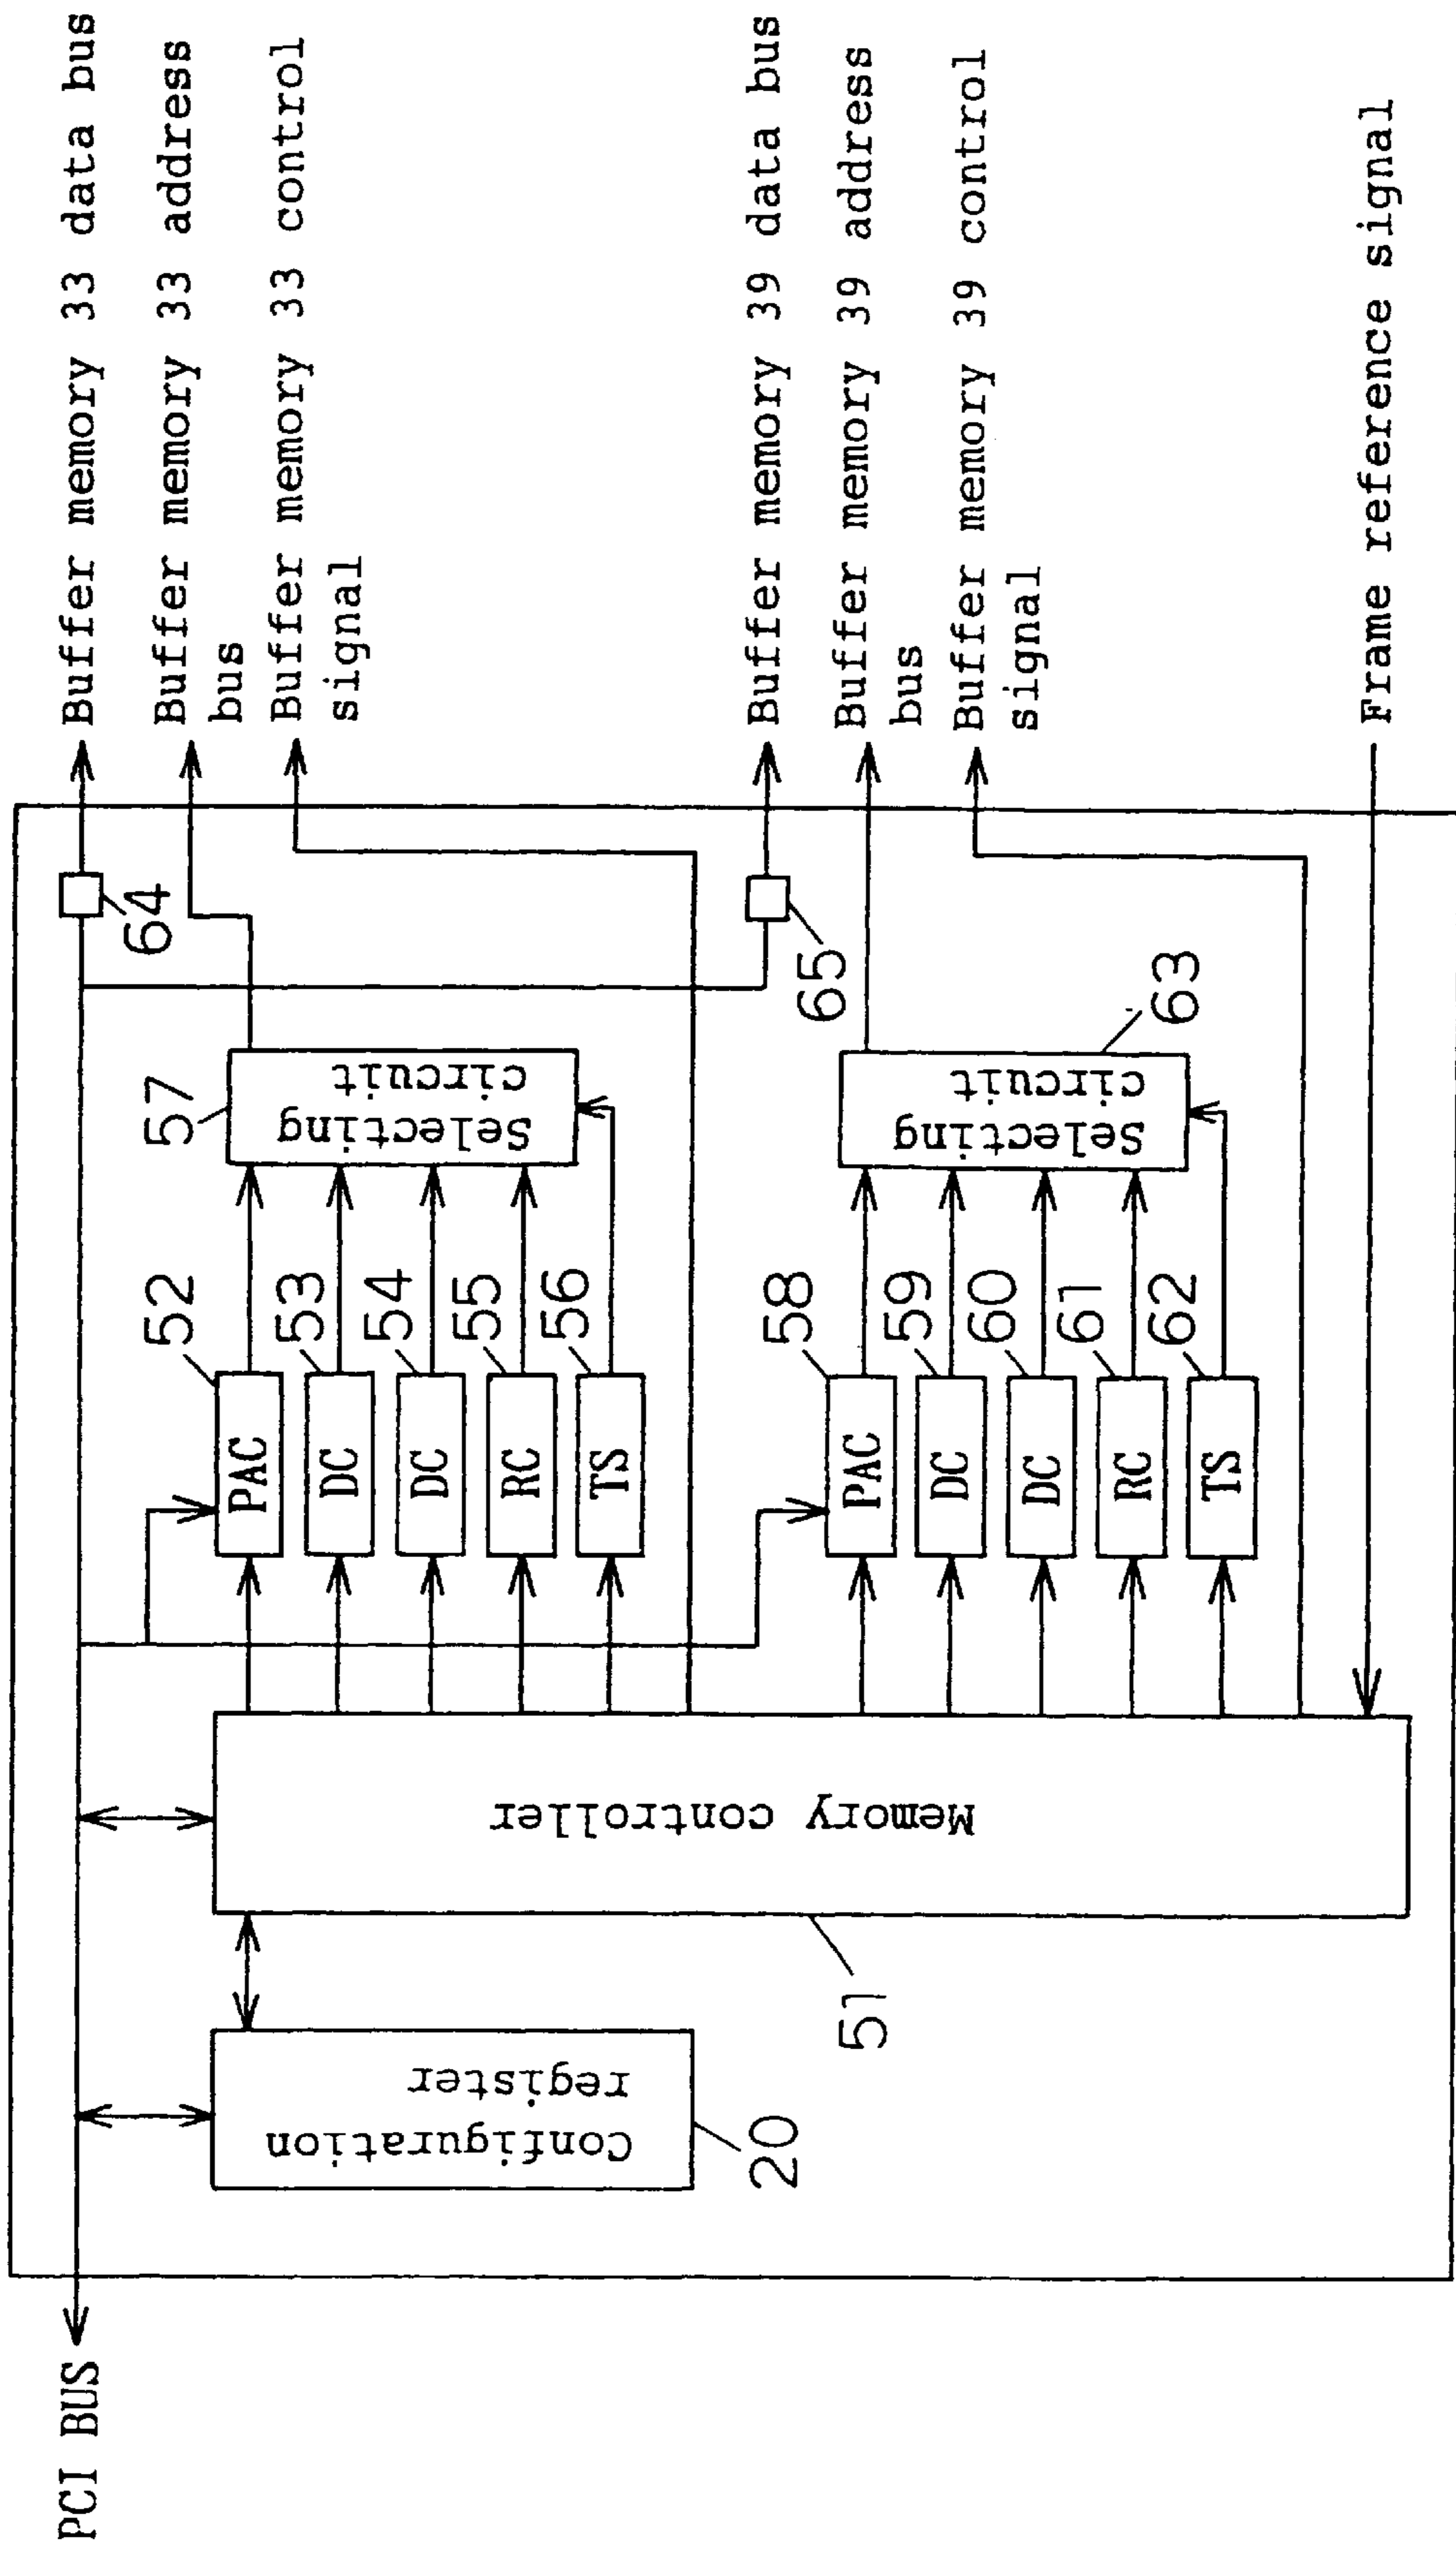 PCI BUS
Configuration
register
20
Memory controller
51
PAC
52
DC
53
DC
54
RC
55
TS
56
Selecting
circuit
57
64
Buffer memory 33 data bus
Buffer memory 33 address
bus
Buffer memory 33 control
signal
PAC
58
DC
59
DC
60
RC
61
TS
62
Selecting
circuit
63
65
Buffer memory 39 data bus
Buffer memory 39 address
bus
Buffer memory 39 control
signal
Frame reference signal